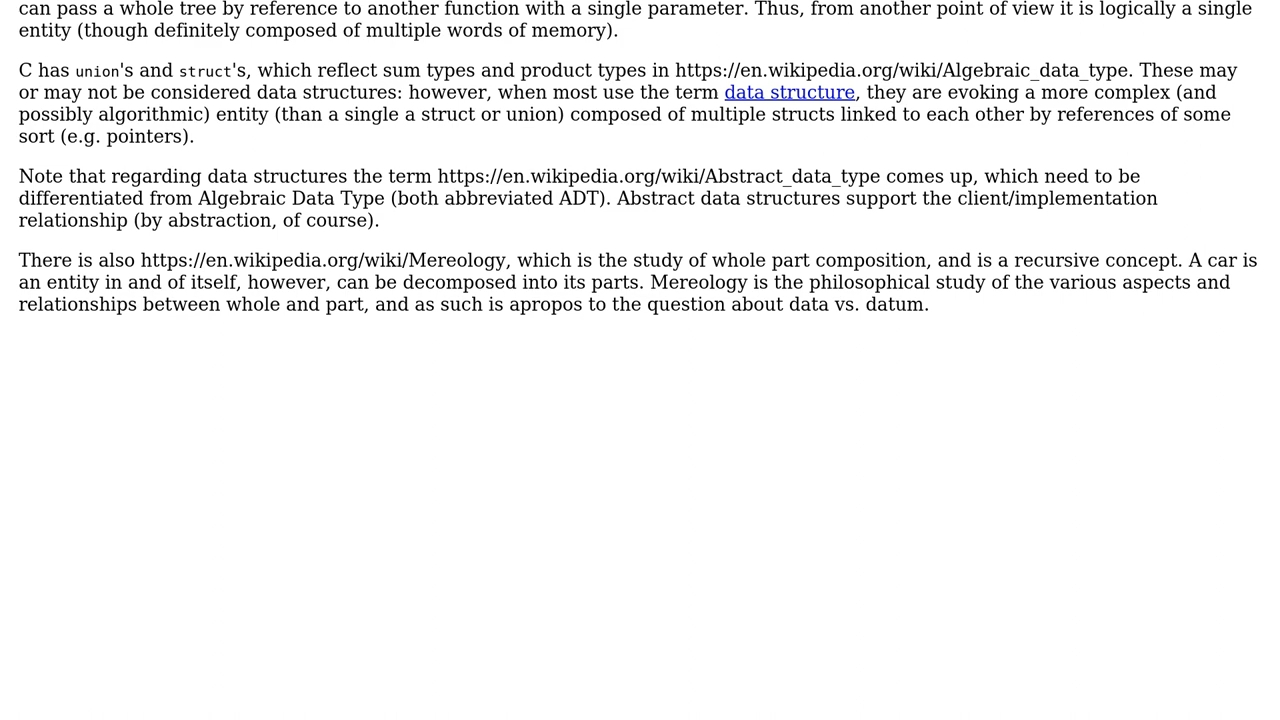 can pass a whole tree by reference to another function with a single parameter. Thus, from another point of view it is logically a single
entity (though definitely composed of multiple words of memory).
C has union's and struct's, which reflect sum types and product types in https://en.wikipedia.org/wiki/Algebraic_data_type. These may
or may not be considered data structures: however, when most use the term data structure, they are evoking a more complex (and
possibly algorithmic) entity (than a single a struct or union) composed of multiple structs linked to each other by references of some
sort (e.g. pointers).
Note that regarding data structures the term https://en.wikipedia.org/wiki/Abstract_data_type comes up, which need to be
differentiated from Algebraic Data Type (both abbreviated ADT). Abstract data structures support the client/implementation
relationship (by abstraction, of course).
There is also https://en.wikipedia.org/wiki/Mereology, which is the study of whole part composition, and is a recursive concept. A car is
an entity in and of itself, however, can be decomposed into its parts. Mereology is the philosophical study of the various aspects and
relationships between whole and part, and as such is apropos to the question about data vs. datum.